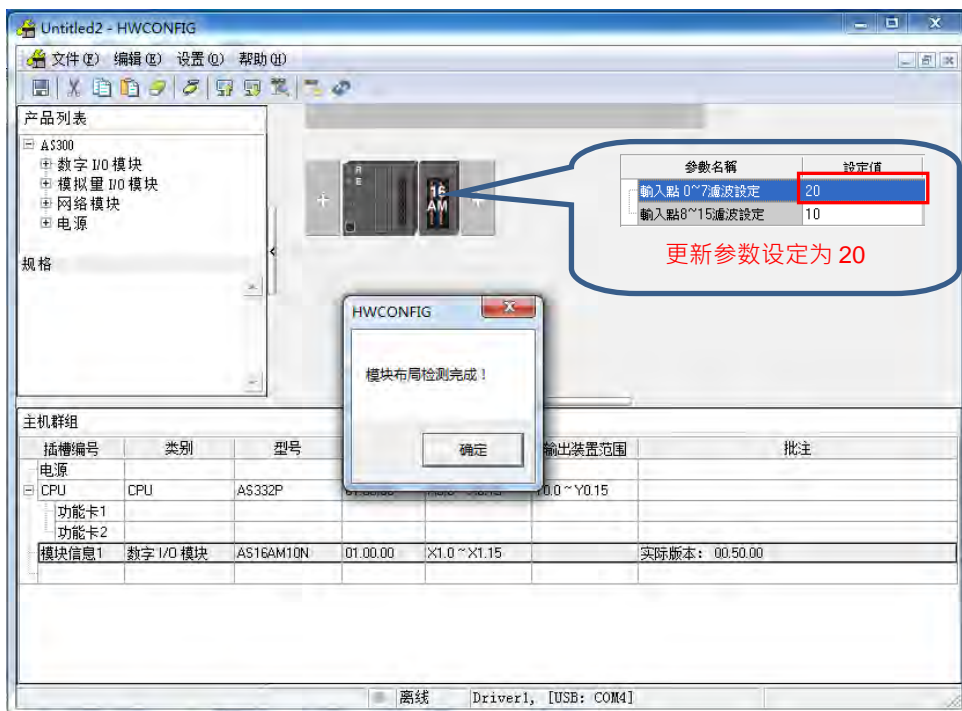 Untitled2 - HWCONFIG
文件(F) 编辑(E) 设置(O) 帮助(H)
产品列表
AS300
数字 I/O 模块
模拟量 I/O 模块
网络模块
电源
规格
16
AM
參數名稱 設定值
輸入點 0~7濾波設定 20
輸入點8~15濾波設定 10
更新参数设定为 20
HWCONFIG
模块布局检测完成！
确定
主机群组
插槽编号 类别 型号 输出装置范围 批注
电源
CPU CPU AS332P Y0.0 ~ Y0.15
功能卡1
功能卡2
模块信息1 数字 I/O 模块 AS16AM10N 01.00.00 X1.0 ~ X1.15 实际版本： 00.50.00
离线 Driver1, [USB: COM4]